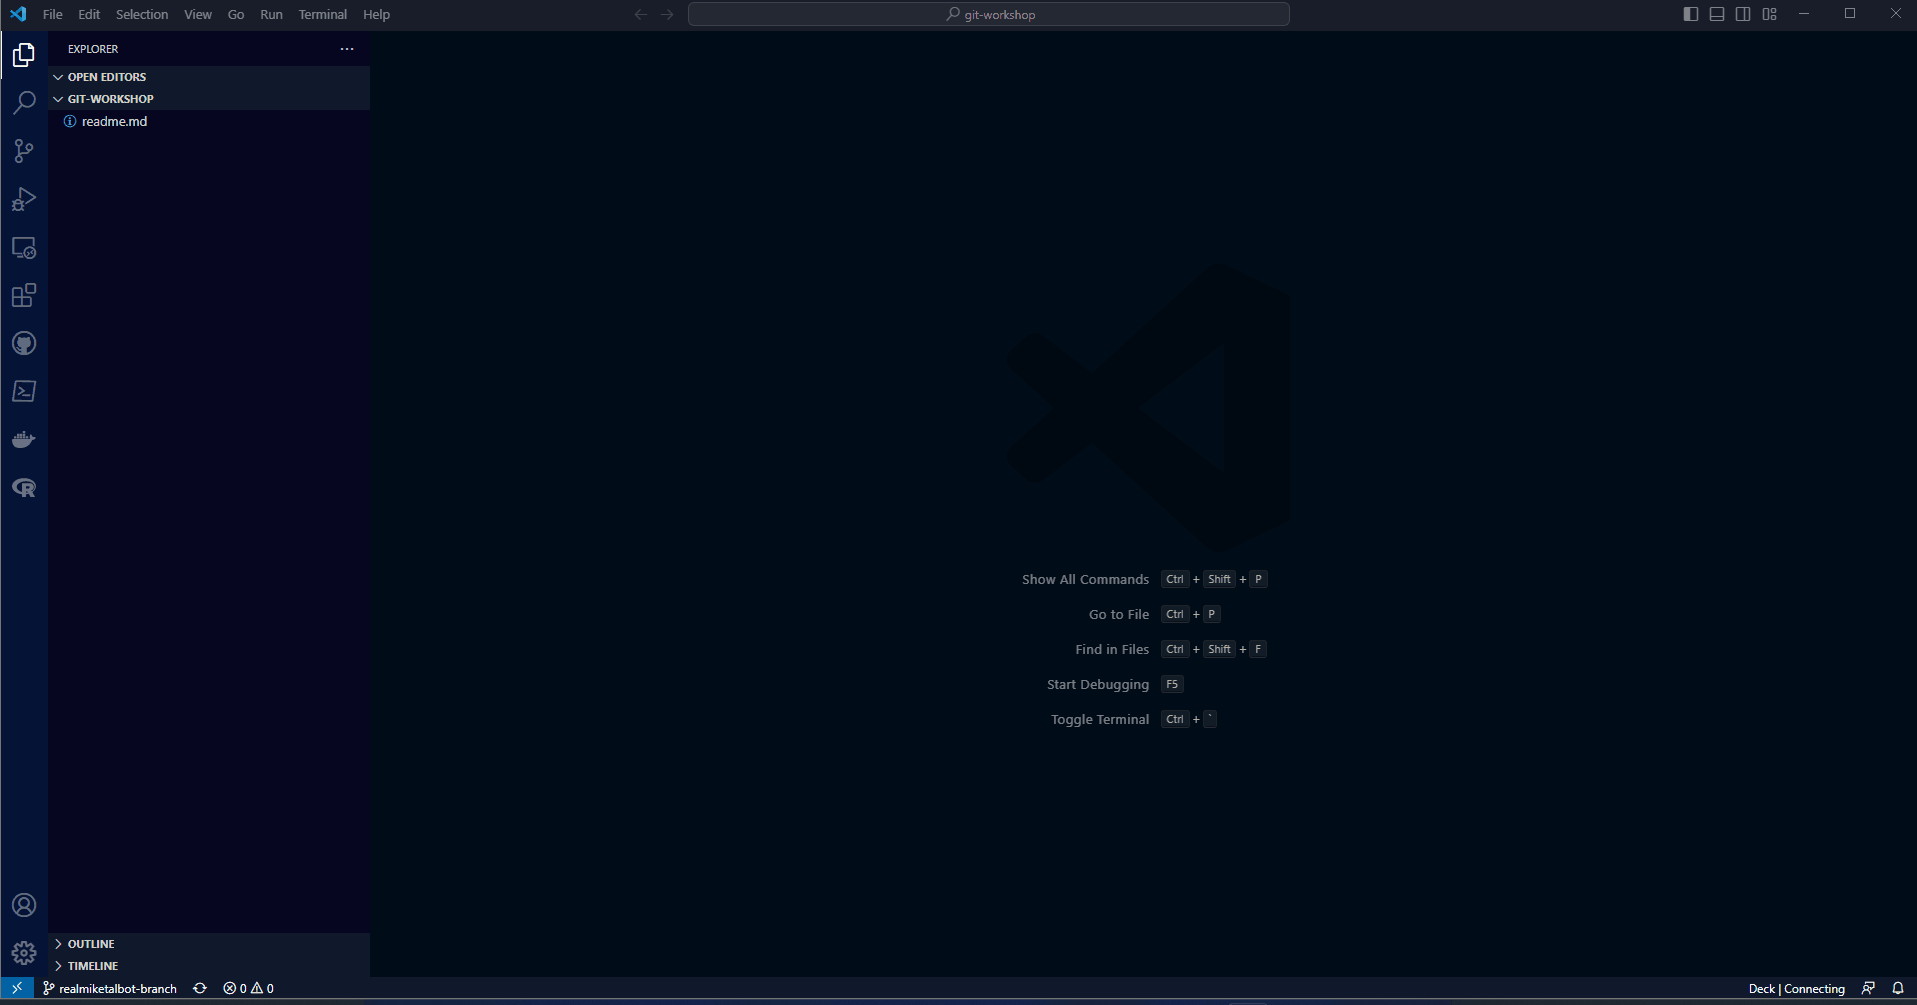 File Edit Selection View Go Run Terminal Help
git-workshop
EXPLORER
OPEN EDITORS
GIT-WORKSHOP
readme.md
Show All Commands Ctrl + Shift + P
Go to File Ctrl + P
Find in Files Ctrl + Shift + F
Start Debugging F5
Toggle Terminal Ctrl + `
OUTLINE
TIMELINE
realmiketalbot-branch 0 0 Deck | Connecting